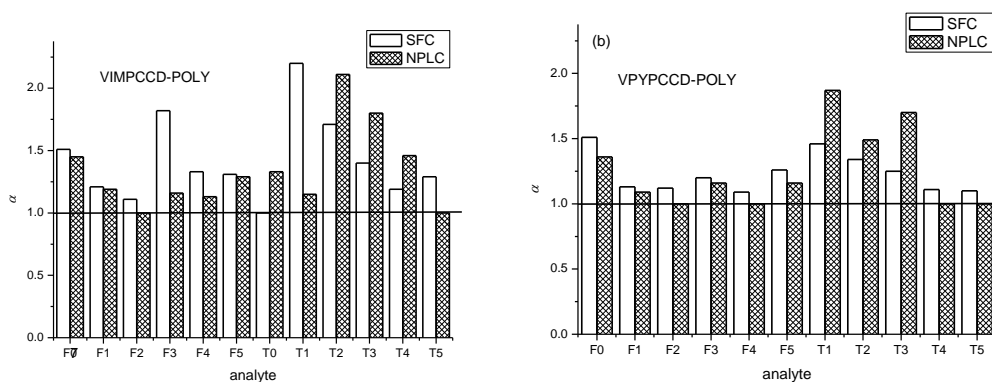 SFC
NPLC
VIMPCCD-POLY
2.0
1.5
1.0
0.5
0.0
α
F1 F2 F3 F4 F5 T0 T1 T2 T3 T4 T5
analyte
(b)
SFC
NPLC
VPYPCCD-POLY
2.0
1.5
1.0
0.5
0.0
α
F0 F1 F2 F3 F4 F5 T1 T2 T3 T4 T5
analyte